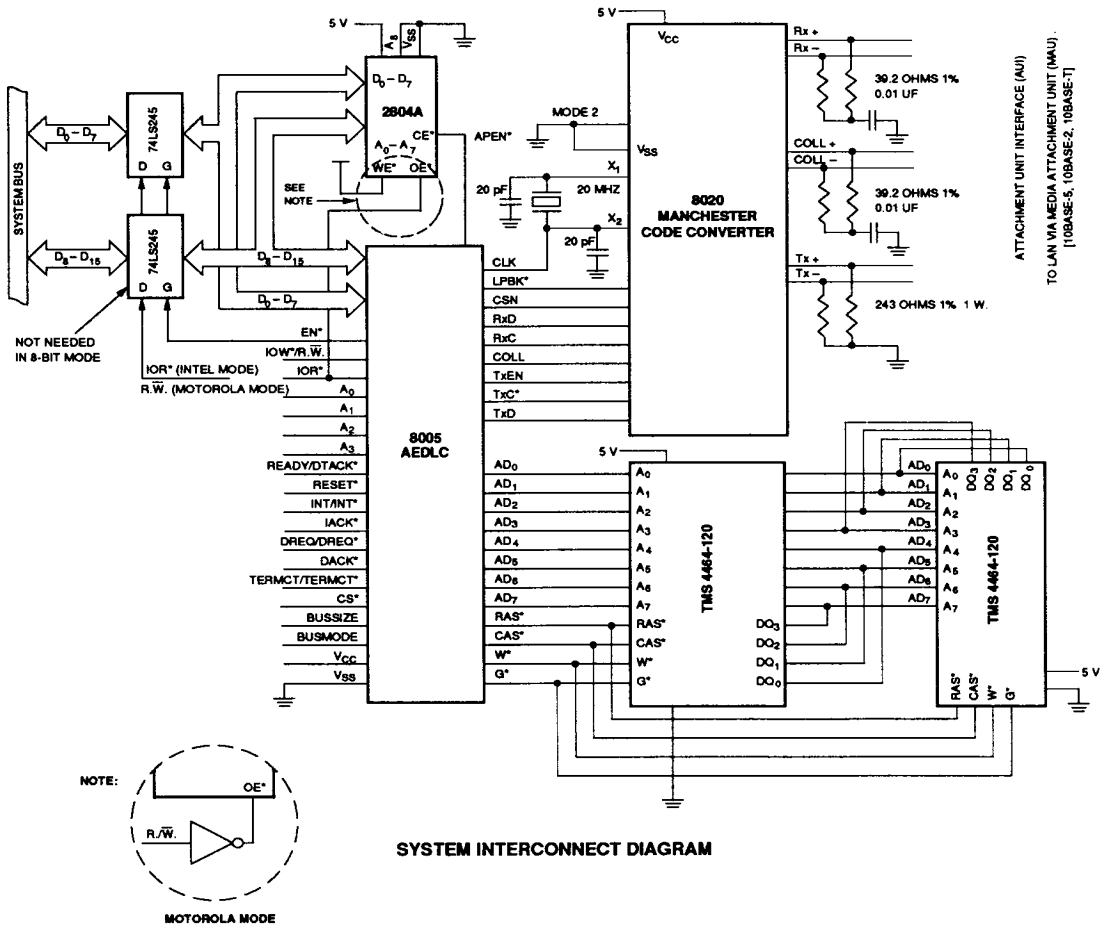 5 V
A8
VSS
D0 – D7
2804A
CE*
A0 – A7
WE* OE*
APEN*
SEE
NOTE
SYSTEM BUS
D0 – D7
74LS245
D G
D8 – D15
74LS245
D G
D8 – D15
D0 – D7
NOT NEEDED
IN 8-BIT MODE
EN*
IOW*/R.W̅.
IOR*
IOR* (INTEL MODE)
R.W̅. (MOTOROLA MODE)
A0
A1
A2
A3
READY/DTACK*
RESET*
INT/INT*
IACK*
DREQ/DREQ*
DACK*
TERMCT/TERMCT*
CS*
BUSSIZE
BUSMODE
VCC
VSS
8005
AEDLC
CLK
LPBK*
CSN
RxD
RxC
COLL
TxEN
TxC*
TxD
AD0
AD1
AD2
AD3
AD4
AD5
AD6
AD7
RAS*
CAS*
W*
G*
5 V
VCC
MODE 2
VSS
X1
20 pF
20 MHZ
X2
20 pF
8020
MANCHESTER
CODE CONVERTER
Rx +
Rx –
39.2 OHMS 1%
0.01 UF
COLL +
COLL –
39.2 OHMS 1%
0.01 UF
Tx +
Tx –
243 OHMS 1% 1 W.
ATTACHMENT UNIT INTERFACE (AUI)
TO LAN VIA MEDIA ATTACHMENT UNIT (MAU).
[10BASE-5, 10BASE-2, 10BASE-T]
5 V
A0
A1
A2
A3
A4
A5
A6
A7
RAS*
CAS*
W*
G*
TMS 4464-120
DQ3
DQ2
DQ1
DQ0
AD0
AD1
AD2
AD3
AD4
AD5
AD6
AD7
A0
A1
A2
A3
A4
A5
A6
A7
DQ3
DQ2
DQ1
DQ0
TMS 4464-120
RAS*
CAS*
W*
G*
5 V
NOTE:
OE*
R./W̅.
MOTOROLA MODE
SYSTEM INTERCONNECT DIAGRAM